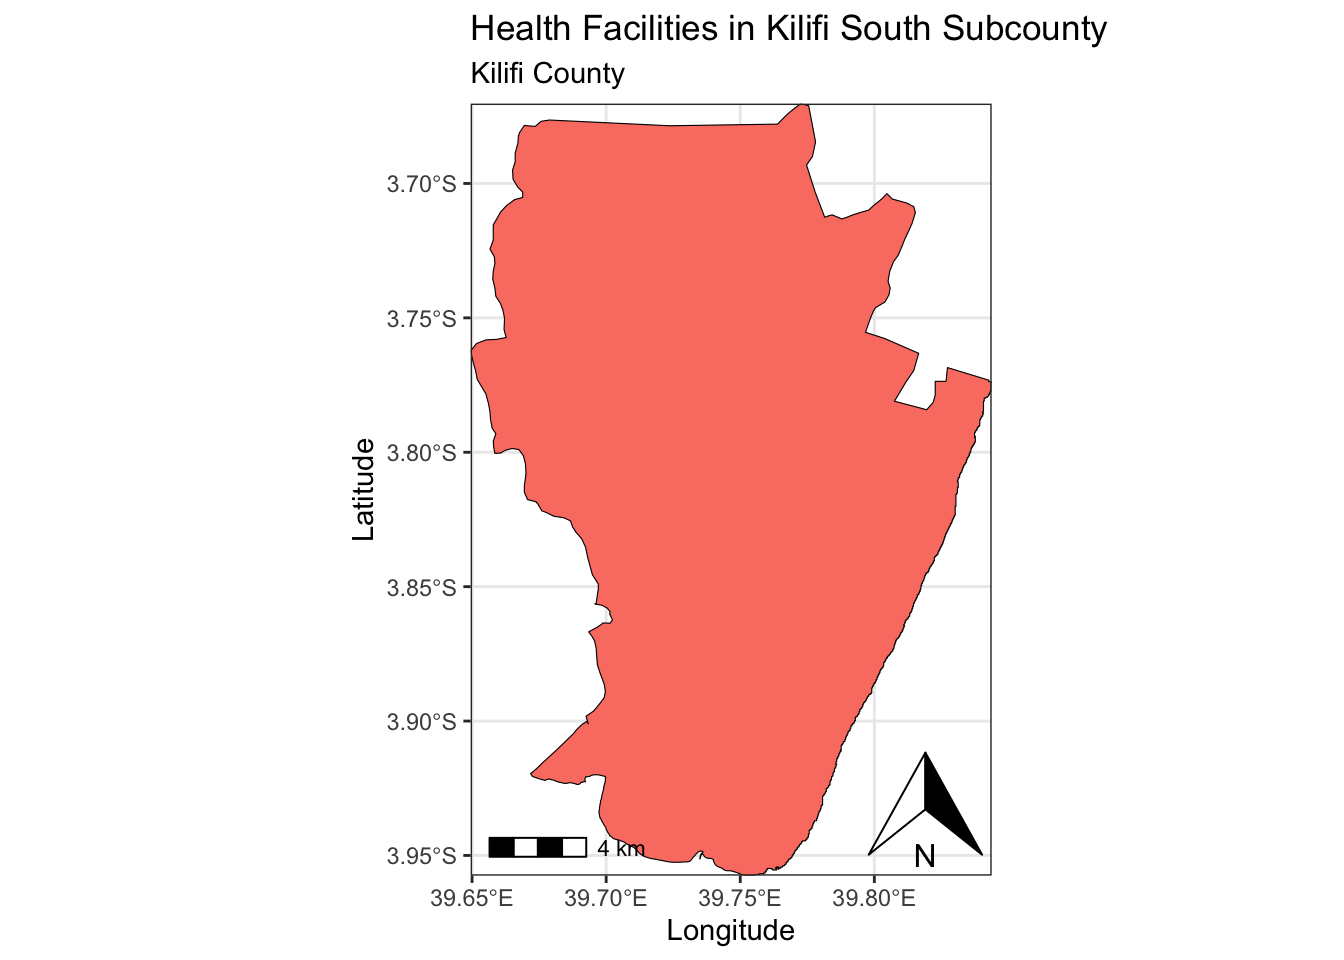 Health Facilities in Kilifi South Subcounty
Kilifi County
3.70°S
3.75°S
3.80°S
3.85°S
3.90°S
3.95°S
Latitude
4 km
N
39.65°E 39.70°E 39.75°E 39.80°E
Longitude